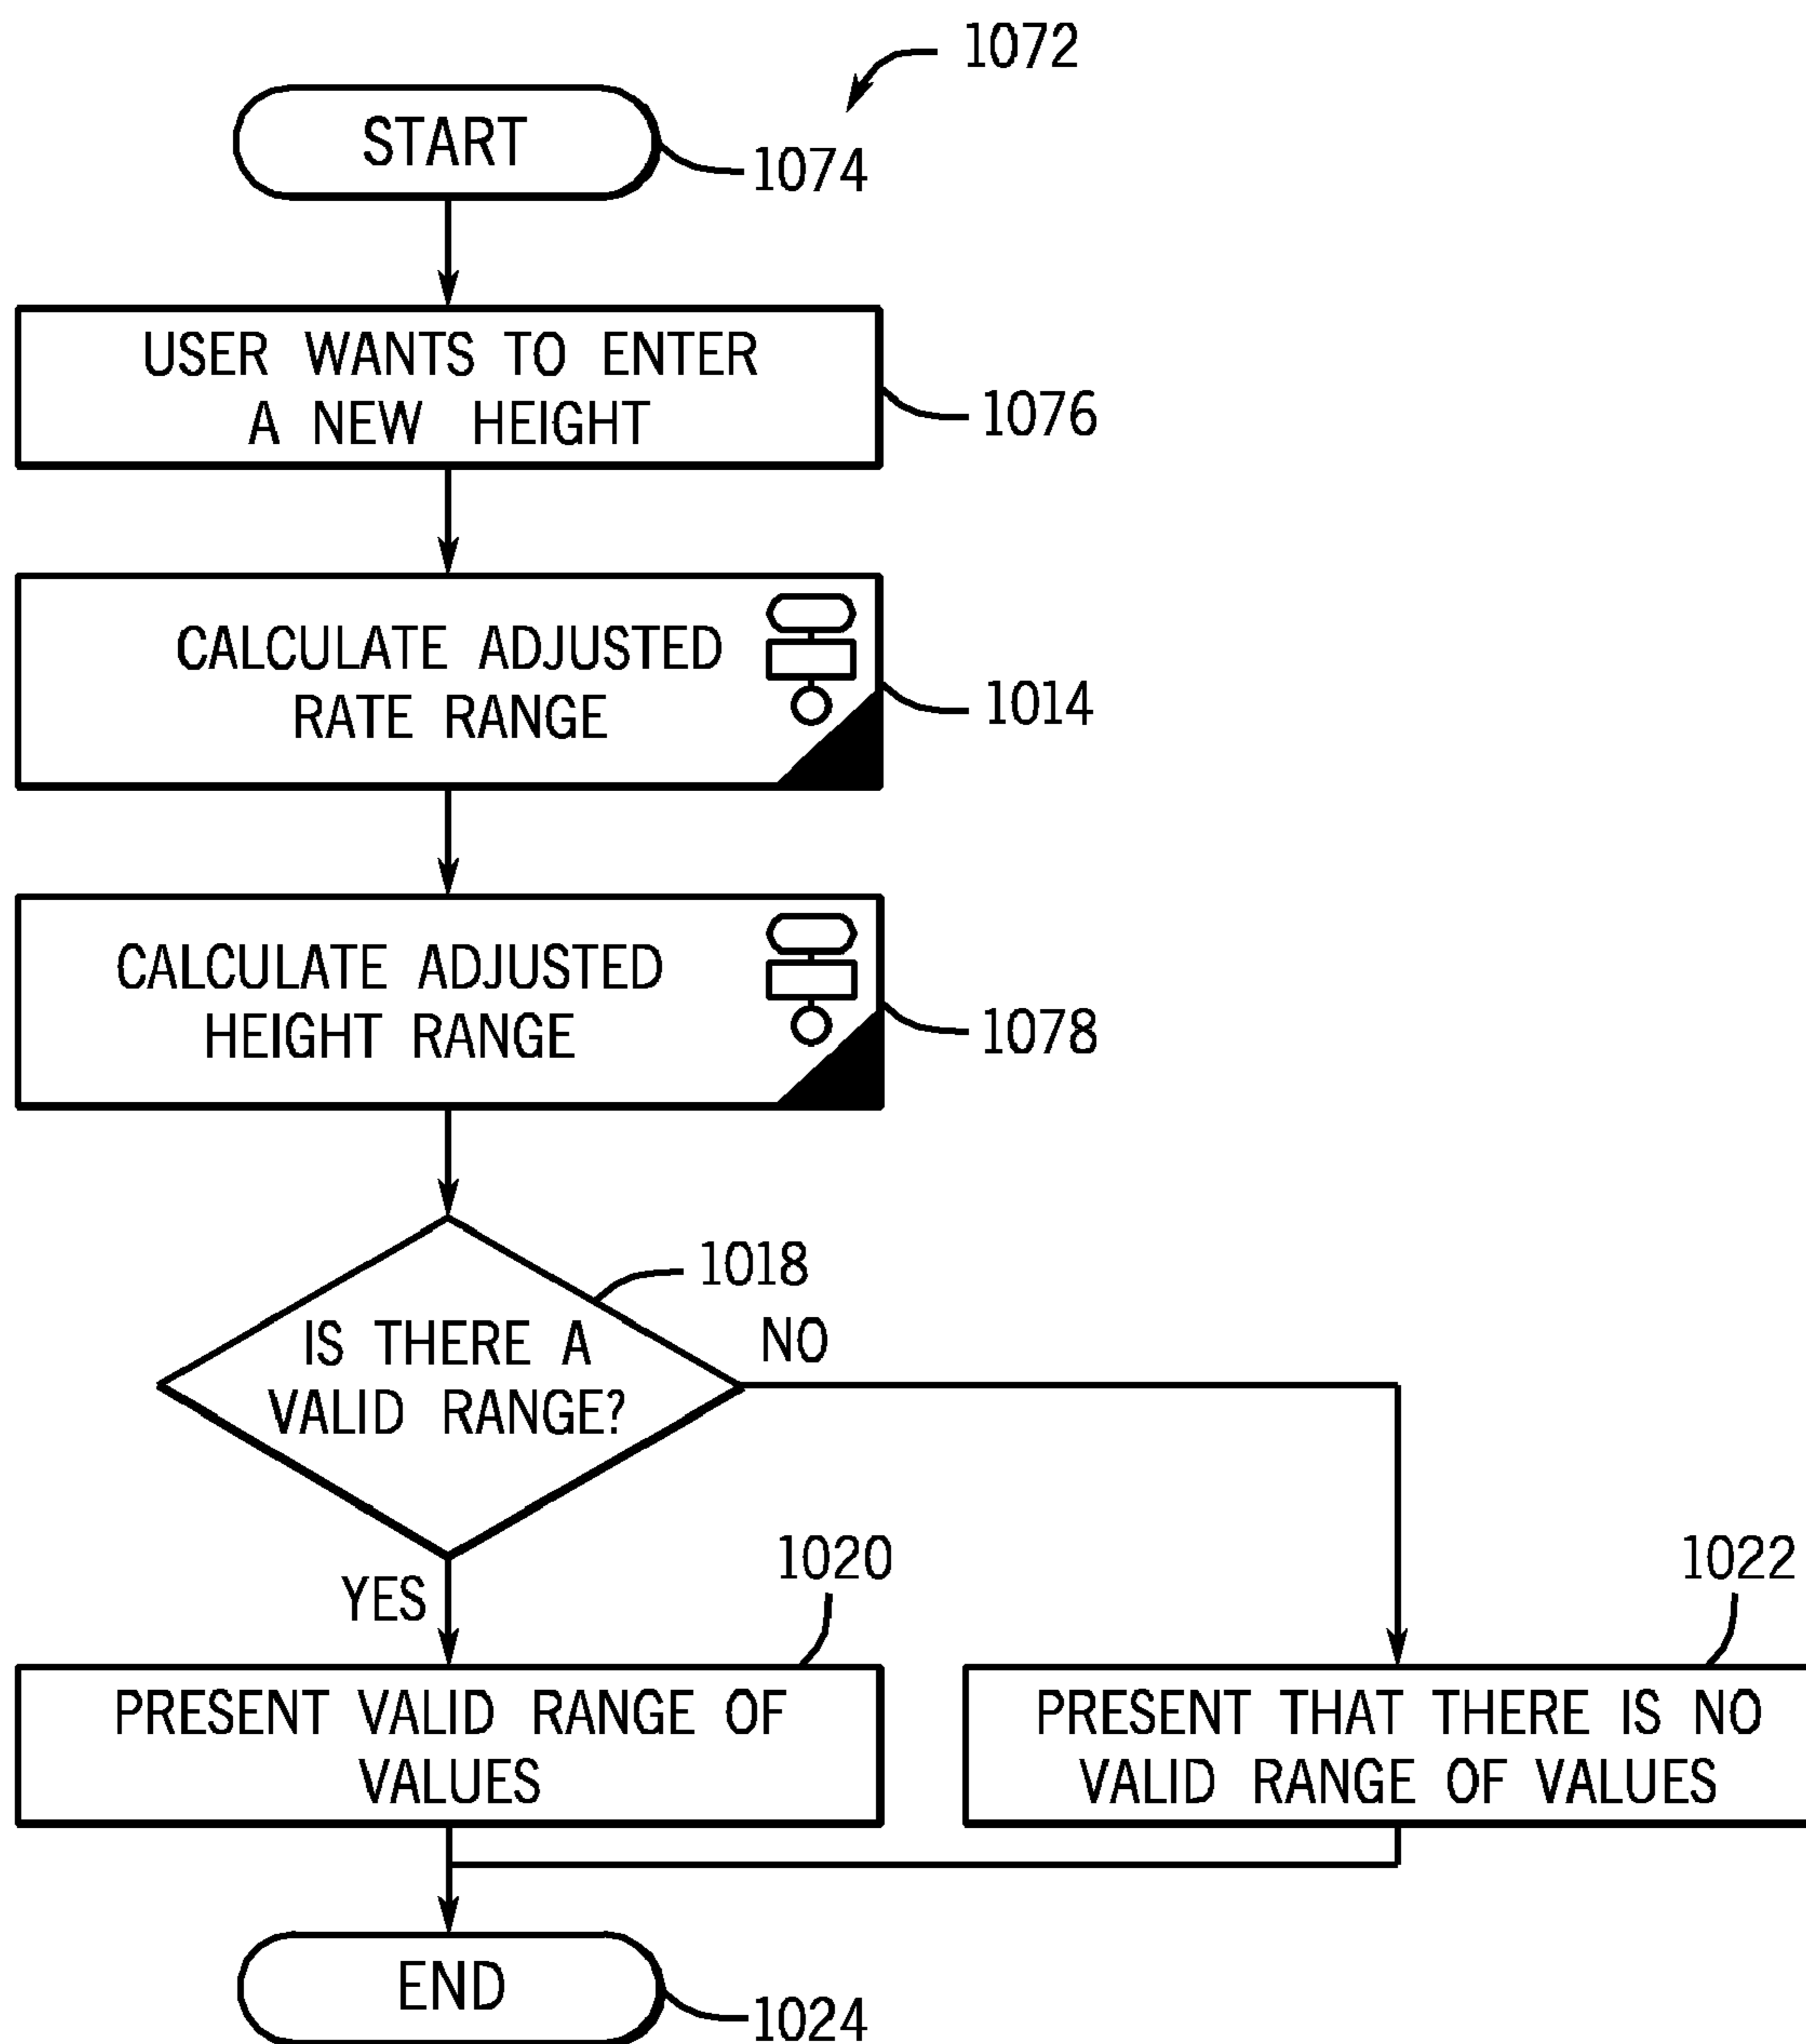 1072
START
1074
USER WANTS TO ENTER
A NEW HEIGHT
1076
CALCULATE ADJUSTED
RATE RANGE
1014
CALCULATE ADJUSTED
HEIGHT RANGE
1078
1018
IS THERE A
VALID RANGE?
NO
YES
1020
1022
PRESENT VALID RANGE OF
VALUES
PRESENT THAT THERE IS NO
VALID RANGE OF VALUES
END
1024